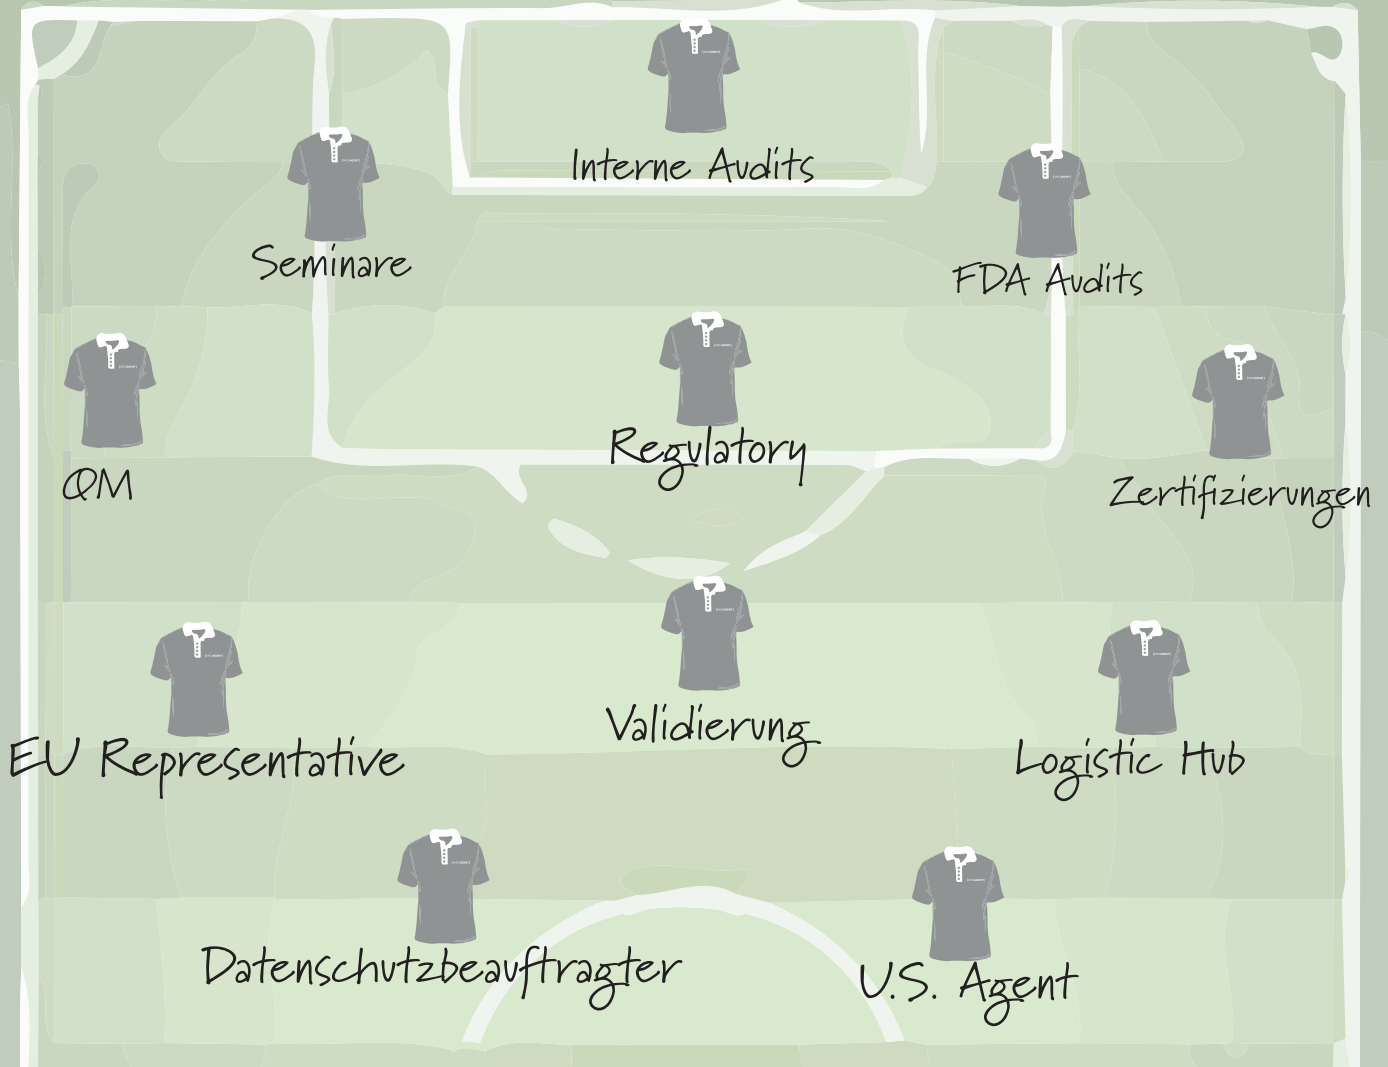 Interne Audits
Seminare
FDA Audits
QM
Regulatory
Zertifizierungen
EU Representative
Validierung
Logistic Hub
Datenschutzbeauftragter
U.S. Agent